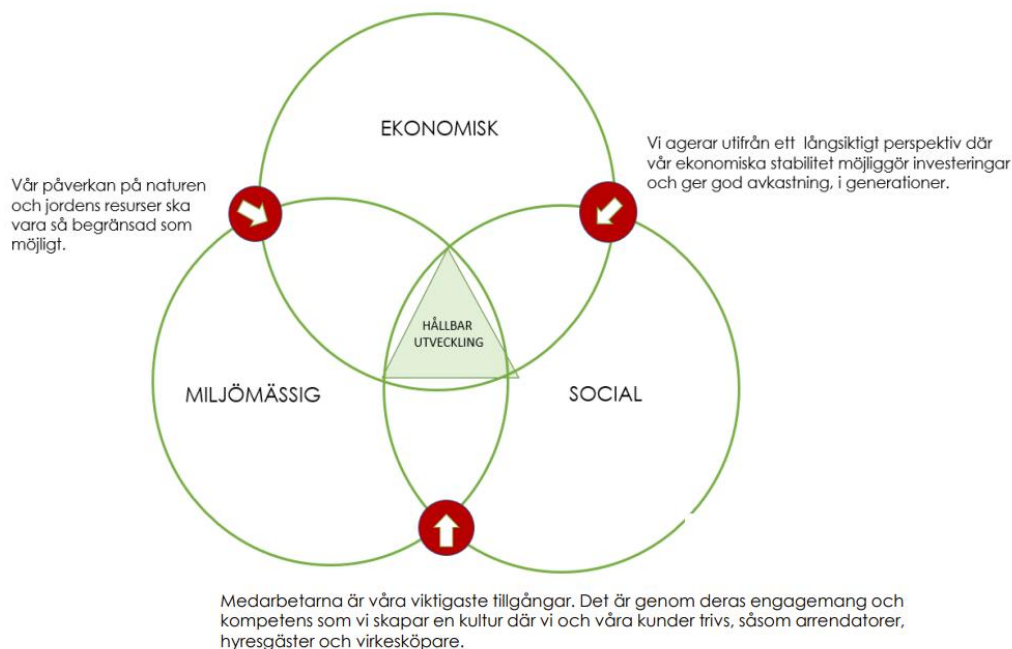 EKONOMISK
Vi agerar utifrån ett långsiktigt perspektiv där
vår ekonomiska stabilitet möjliggör investeringar
och ger god avkastning, i generationer.
Vår påverkan på naturen
och jordens resurser ska
vara så begränsad som
möjligt.
HÅLLBAR
UTVECKLING
MILJÖMÄSSIG
SOCIAL
Medarbetarna är våra viktigaste tillgångar. Det är genom deras engagemang och
kompetens som vi skapar en kultur där vi och våra kunder trivs, såsom arrendatorer,
hyresgäster och virkesköpare.